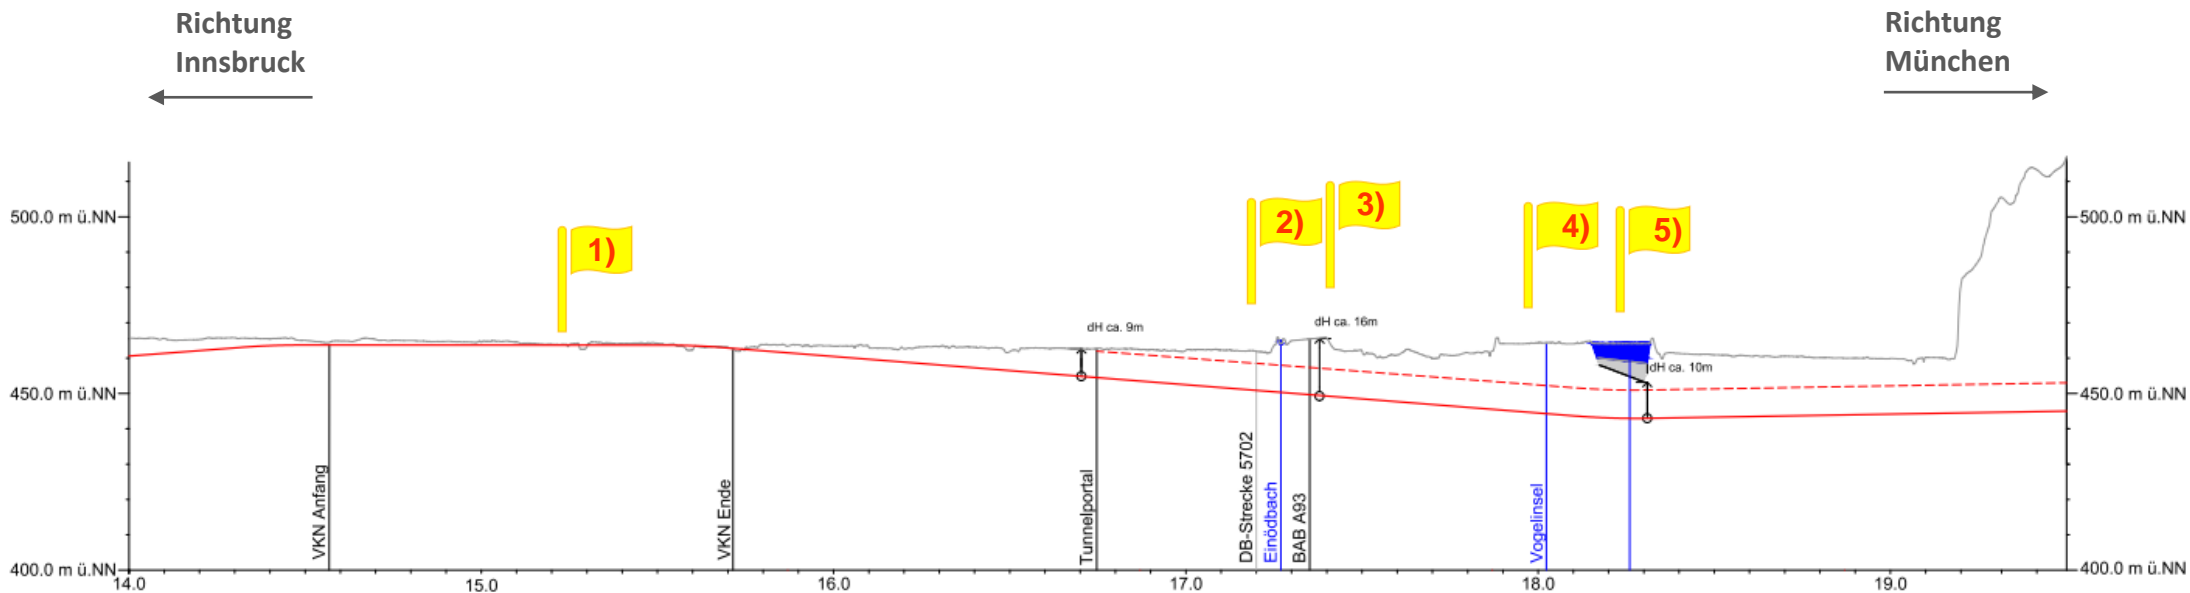 Richtung
Innsbruck
Richtung
München
1)
2)
3)
4)
5)
500.0 m ü.NN
500.0 m ü.NN
dH ca. 9m
dH ca. 16m
dH ca. 10m
450.0 m ü.NN
450.0 m ü.NN
VKN Anfang
VKN Ende
Tunnelportal
DB-Strecke 5702
Einödbach
BAB A93
Vogelinsel
400.0 m ü.NN
400.0 m ü.NN
14.0
15.0
16.0
17.0
18.0
19.0